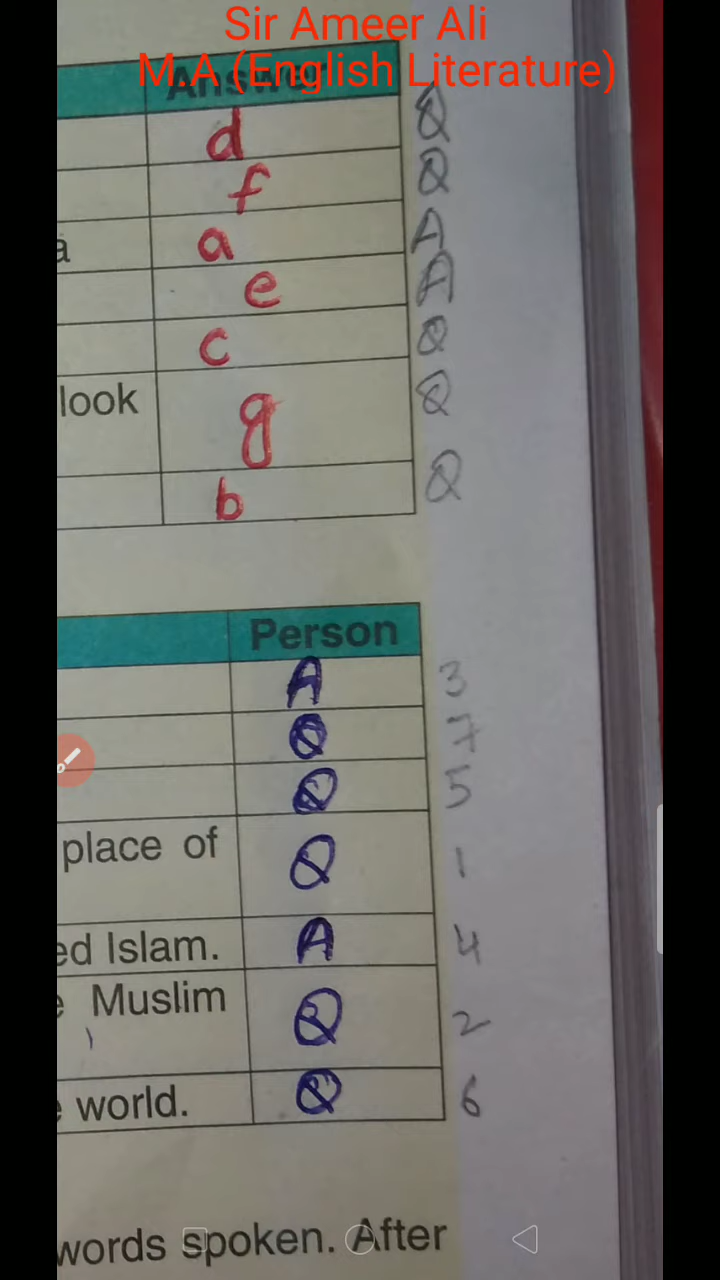 Sir Ameer Ali
M.A (English Literature)
Answer
d Q
f Q
a a A
e A
c Q
look g Q
b Q
Person
A 3
Q 7
Q 5
place of Q 1
ed Islam. A 4
e Muslim Q 2
e world. Q 6
words spoken. After